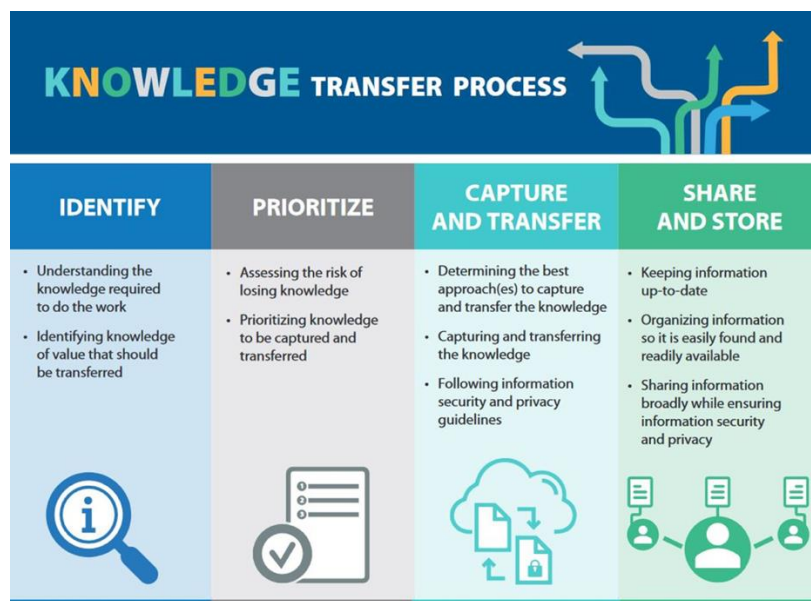 KNOWLEDGE TRANSFER PROCESS
IDENTIFY
• Understanding the
knowledge required
to do the work
• Identifying knowledge
of value that should
be transferred
i
PRIORITIZE
• Assessing the risk of
losing knowledge
• Prioritizing knowledge
to be captured and
transferred
1
2
3
CAPTURE
AND TRANSFER
• Determining the best
approach(es) to capture
and transfer the knowledge
• Capturing and transferring
the knowledge
• Following information
security and privacy
guidelines
SHARE
AND STORE
• Keeping information
up-to-date
• Organizing information
so it is easily found and
readily available
• Sharing information
broadly while ensuring
information security
and privacy